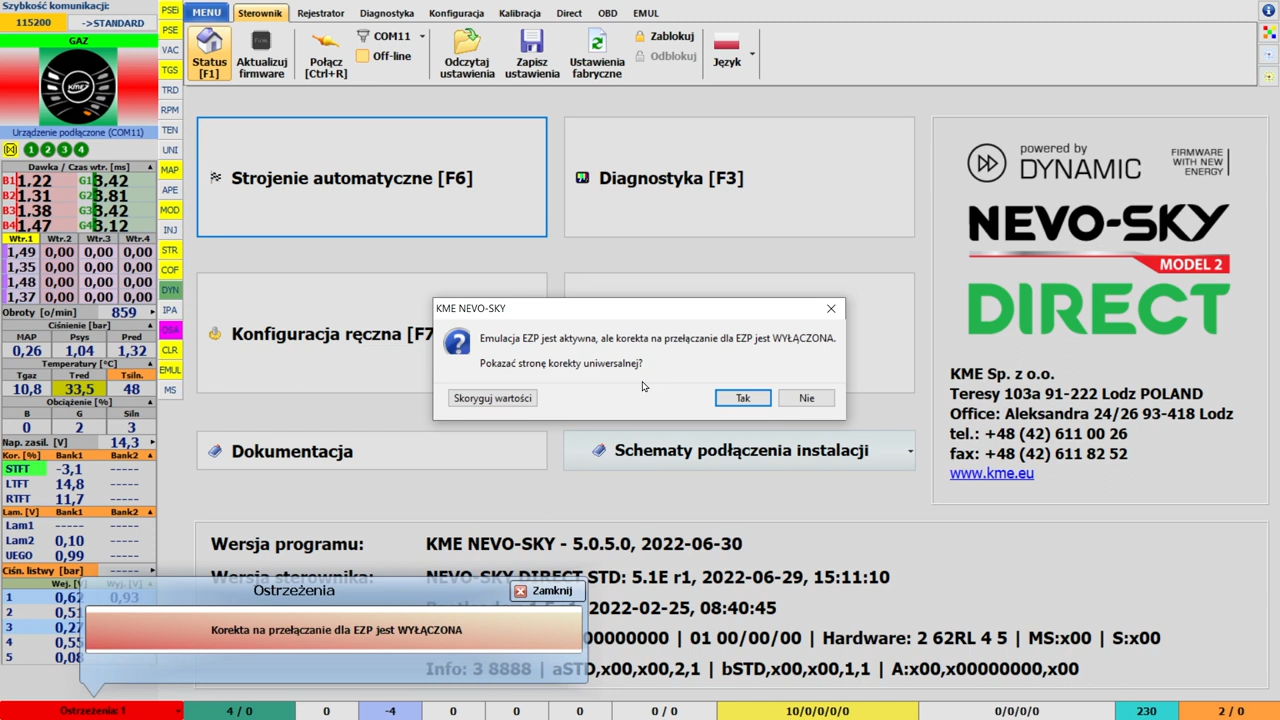 Szybkość komunikacji:
115200
->STANDARD
GAZ
KME
Urządzenie podłączone (COM11)
1 2 3 4
Dawka / Czas wtr. [ms]
B1 1.22 G1 3.42
B2 1.31 G2 3.81
B3 1.38 G3 3.42
B4 1.47 G4 3.12
Wtr.1 Wtr.2 Wtr.3 Wtr.4
1,49 0,00 0,00 0,00
1,35 0,00 0,00 0,00
1,48 0,00 0,00 0,00
1,37 0,00 0,00 0,00
Obroty [o/min] 859
Ciśnienie [bar]
MAP Psys Pred
0,26 1,04 1,32
Temperatury [°C]
Tgaz Tred Tsiln.
10,8 33,5 48
Obciążenie [%]
B G Siln
0 2 3
Nap. zasil. [V] 14,3
Kor. [%] Bank1 Bank2
STFT -3,1 -----
LTFT 14,8 -----
RTFT 11,7 -----
Lam. [V] Bank1 Bank2
Lam1 ----- -----
Lam2 0,10 -----
UEGO 0,99 -----
Ciśn. listwy [bar]
Wej. [ Wyj. [V]
1 0,62 0,93
2 0,51
3 0,27
4 0,55
5 0,08
PSEi
PSE
VAC
TGS
TRD
RPM
TEN
UNI
MAP
APE
MOD
INJ
STR
COF
DYN
IPA
OSA
CLR
EMUL
MS
MENU Sterownik Rejestrator Diagnostyka Konfiguracja Kalibracja Direct OBD EMUL
Status
[F1]
Aktualizuj
firmware
Połącz
[Ctrl+R]
COM11
Off-line
Odczytaj
ustawienia
Zapisz
ustawienia
Ustawienia
fabryczne
Zablokuj
Odblokuj
Język
Strojenie automatyczne [F6]
Diagnostyka [F3]
Konfiguracja ręczna [F7
KME NEVO-SKY
Emulacja EZP jest aktywna, ale korekta na przełączanie dla EZP jest WYŁĄCZONA.
Pokazać stronę korekty uniwersalnej?
Skoryguj wartości
Tak
Nie
Dokumentacja
Schematy podłączenia instalacji
powered by
DYNAMIC
FIRMWARE
WITH NEW
ENERGY
NEVO-SKY
MODEL 2
DIRECT
KME Sp. z o.o.
Teresy 103a 91-222 Lodz POLAND
Office: Aleksandra 24/26 93-418 Lodz
tel.: +48 (42) 611 00 26
fax: +48 (42) 611 82 52
www.kme.eu
Wersja programu: KME NEVO-SKY - 5.0.5.0, 2022-06-30
Wersja sterownika: NEVO-SKY DIRECT STD: 5.1E r1, 2022-06-29, 15:11:10
2022-02-25, 08:40:45
00000000 | 01 00/00/00 | Hardware: 2 62RL 4 5 | MS:x00 | S:x00
Info: 3 8888 | aSTD,x00,x00,2,1 | bSTD,x00,x00,1,1 | A:x00,x00000000,x00
Ostrzeżenia
Zamknij
Korekta na przełączanie dla EZP jest WYŁĄCZONA
Ostrzeżenia: 1
4 / 0
0
-4
0
0
0
0 / 0
10/0/0/0/0
0/0/0/0
230
2 / 0